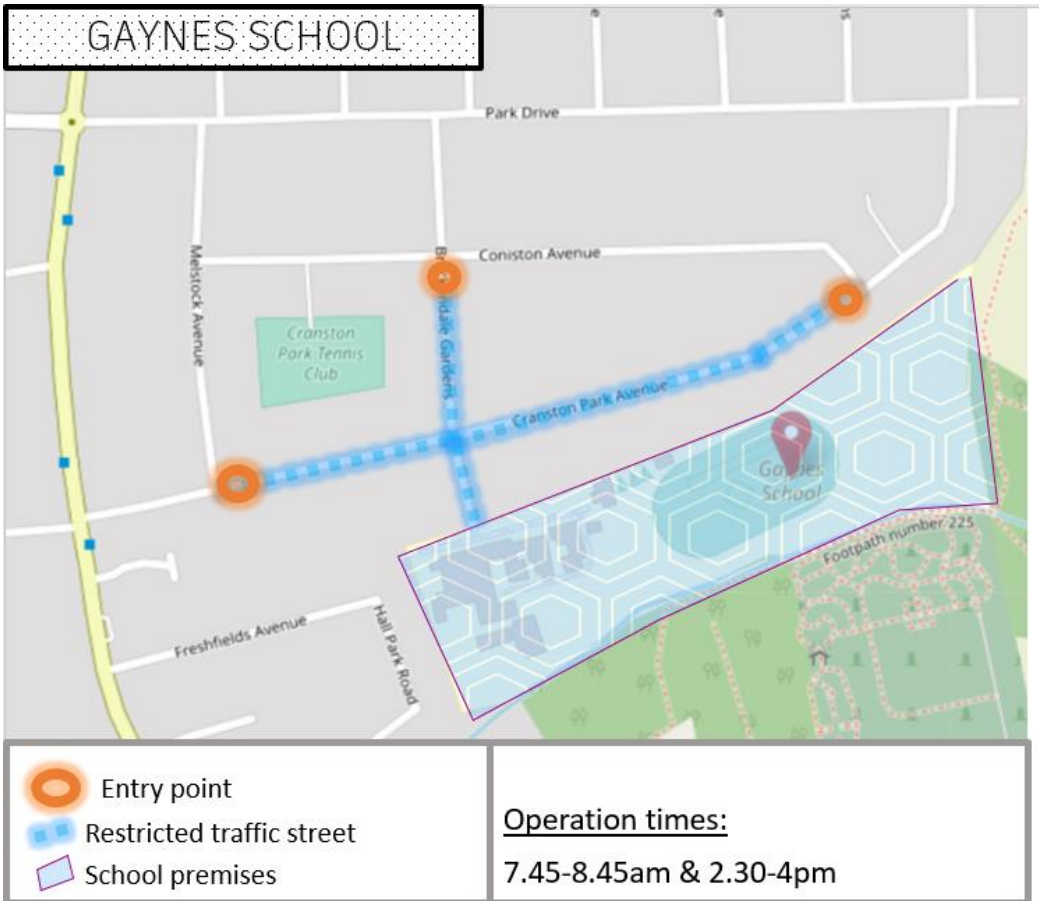 GAYNES SCHOOL
Park Drive
Coniston Avenue
Melstock Avenue
Cranston
Park Tennis
Club
Cranston Park Avenue
Gaynes
School
Footpath number 225
Freshfields Avenue
Hall Park Road
Entry point
Restricted traffic street
School premises
Operation times:
7.45-8.45am & 2.30-4pm